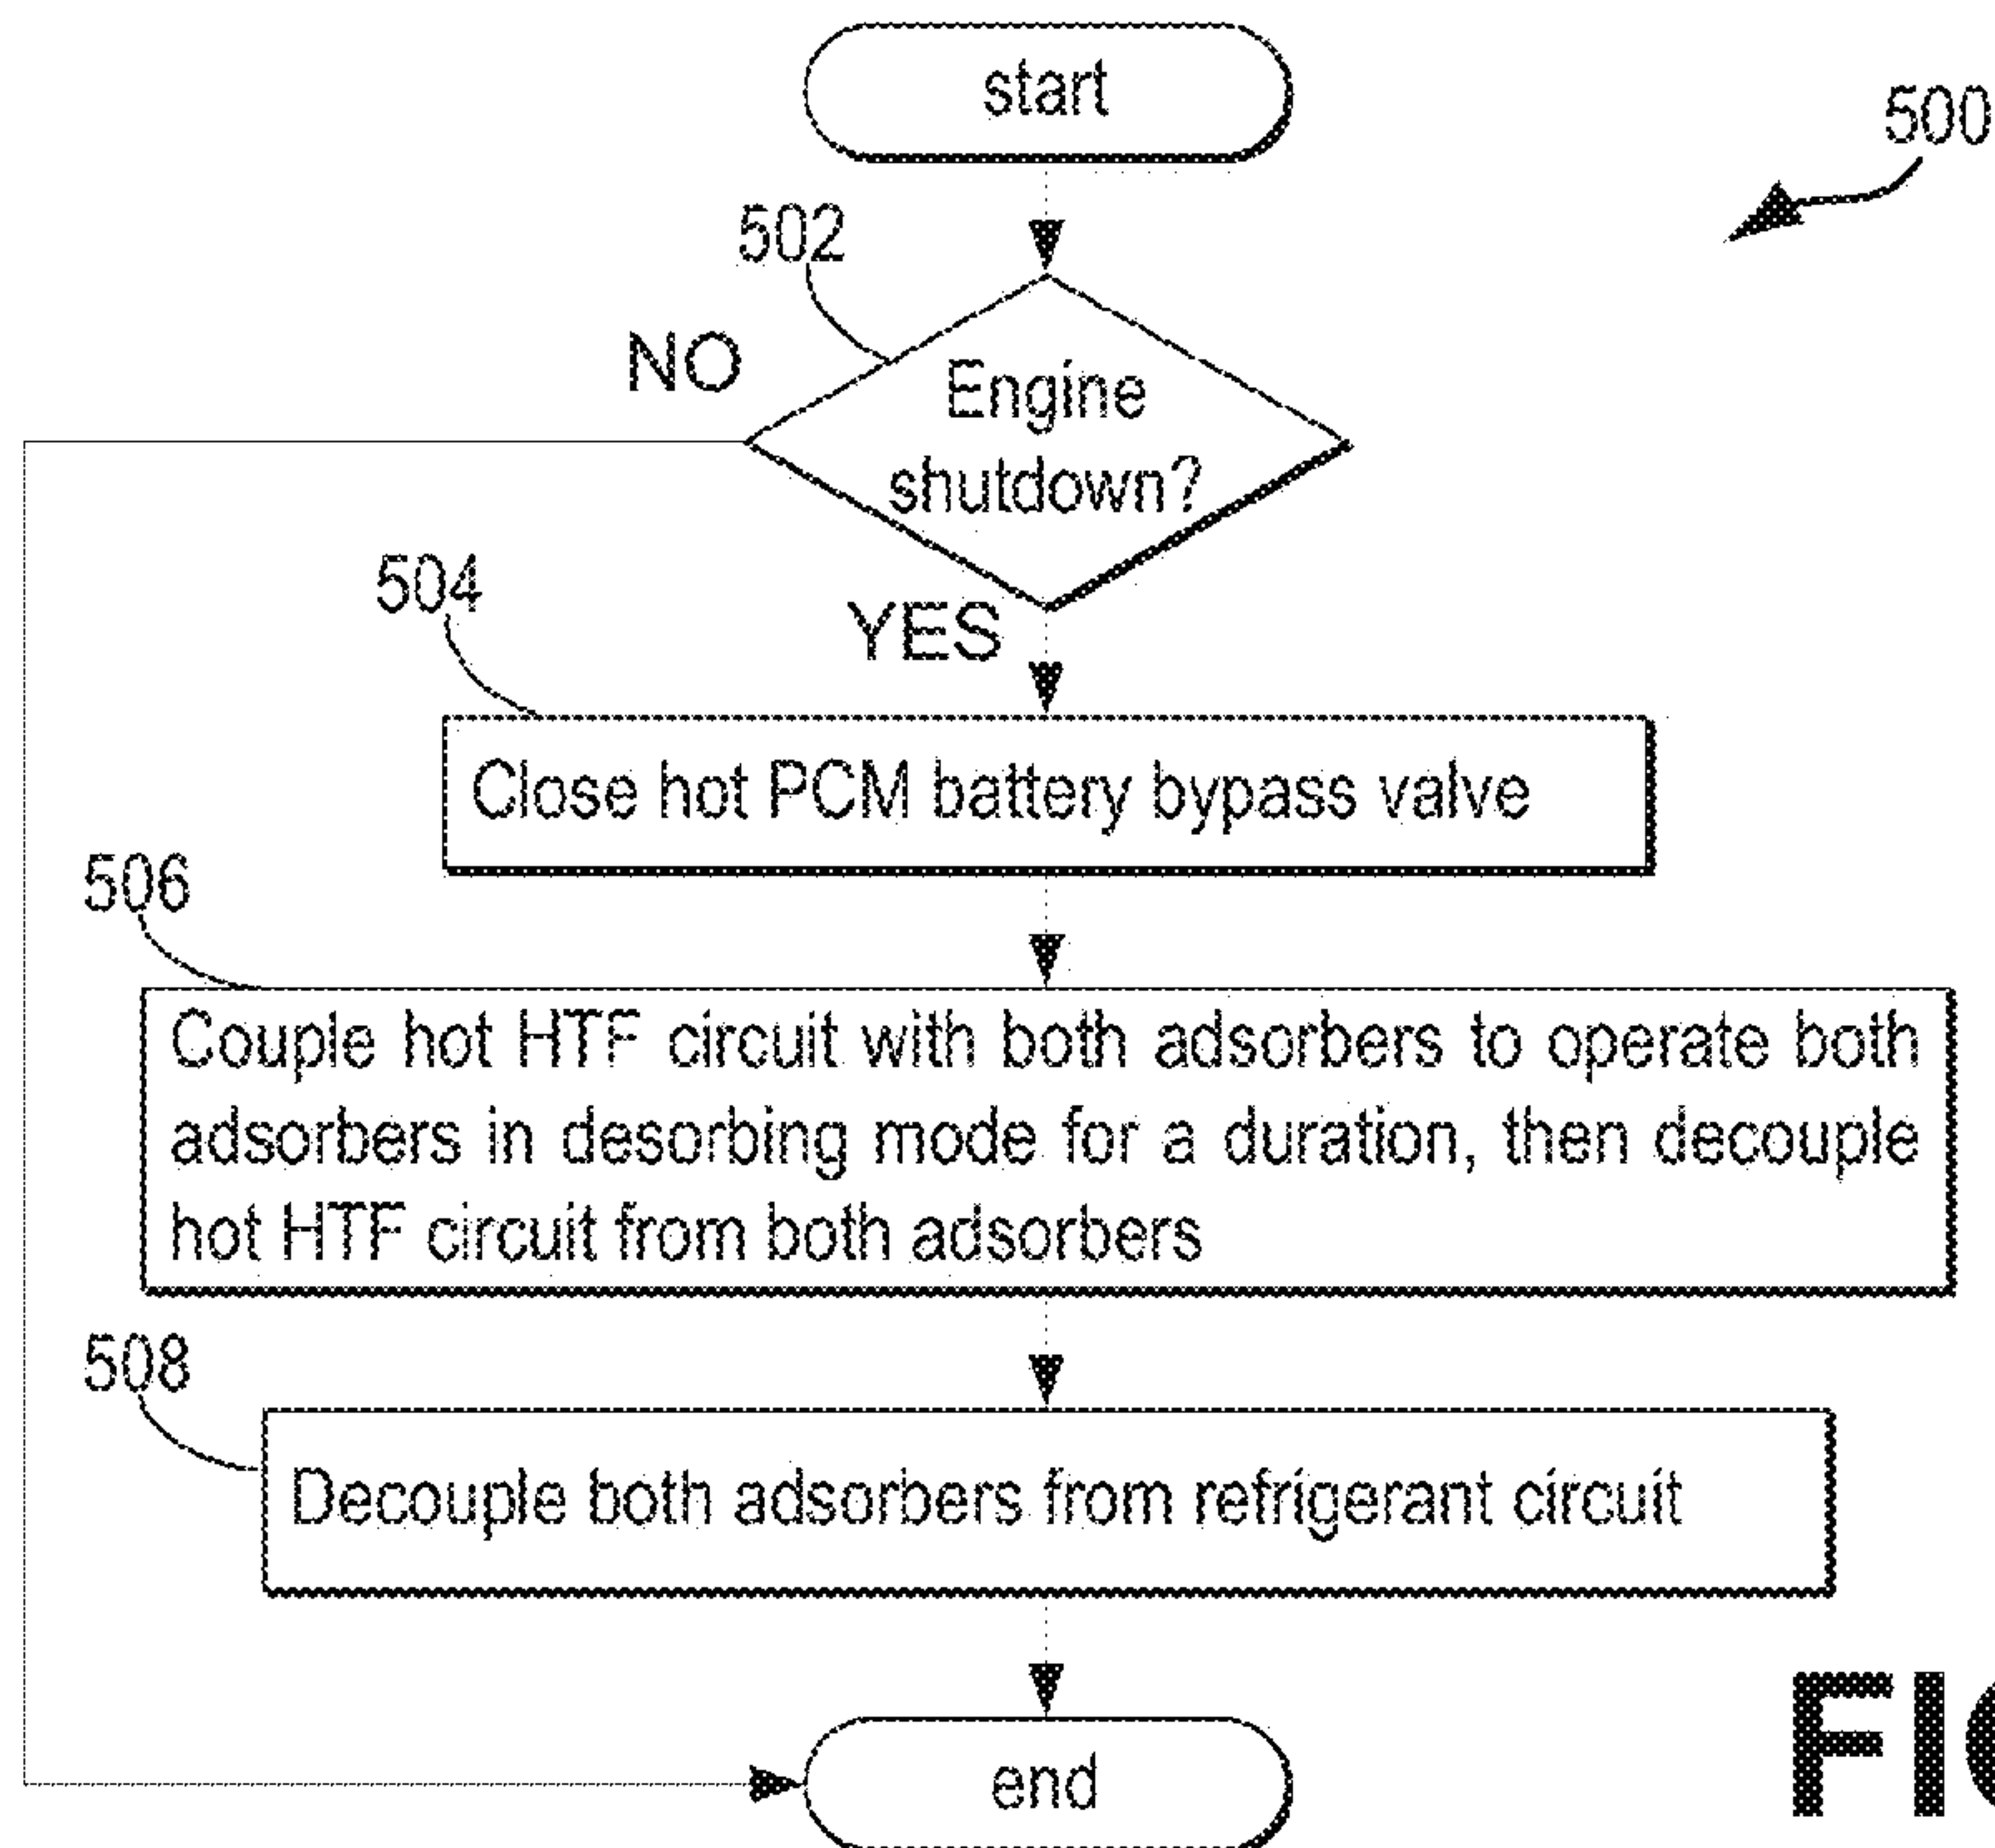 start
500
502
NO
Engine
shutdown?
YES
504
Close hot PCM battery bypass valve
506
Couple hot HTF circuit with both adsorbers to operate both
adsorbers in desorbing mode for a duration, then decouple
hot HTF circuit from both adsorbers
508
Decouple both adsorbers from refrigerant circuit
end